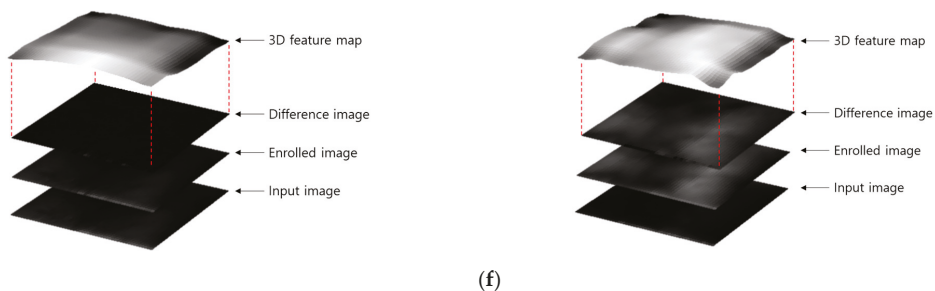 3D feature map
Difference image
Enrolled image
Input image
3D feature map
Difference image
Enrolled image
Input image
(f)